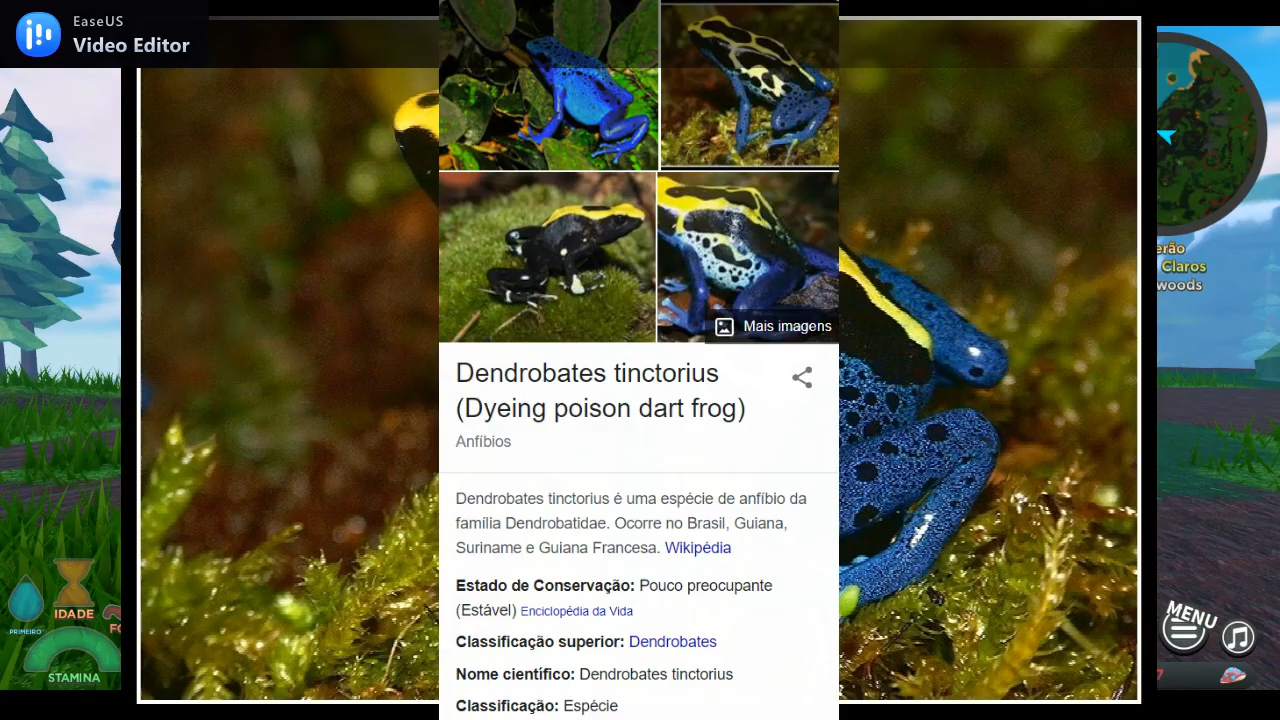 EaseUS
Video Editor
Mais imagens
Dendrobates tinctorius
(Dyeing poison dart frog)
Anfíbios
Dendrobates tinctorius é uma espécie de anfíbio da
família Dendrobatidae. Ocorre no Brasil, Guiana,
Suriname e Guiana Francesa. Wikipédia
Estado de Conservação: Pouco preocupante
(Estável) Enciclopédia da Vida
Classificação superior: Dendrobates
Nome científico: Dendrobates tinctorius
Classificação: Espécie
erão
Claros
woods
IDADE
PRIMEIRO
FO
STAMINA
MENU
7